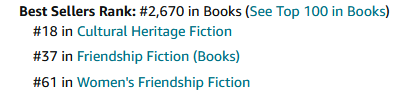 Best Sellers Rank: #2,670 in Books (See Top 100 in Books)
#18 in Cultural Heritage Fiction
#37 in Friendship Fiction (Books)
#61 in Women's Friendship Fiction